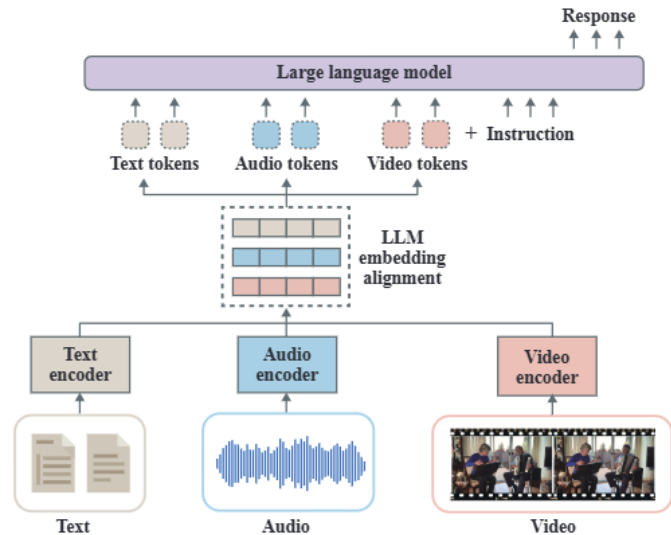 Response
Large language model
Text tokens
Audio tokens
Video tokens
+ Instruction
LLM
embedding
alignment
Text
encoder
Audio
encoder
Video
encoder
Text
Audio
Video